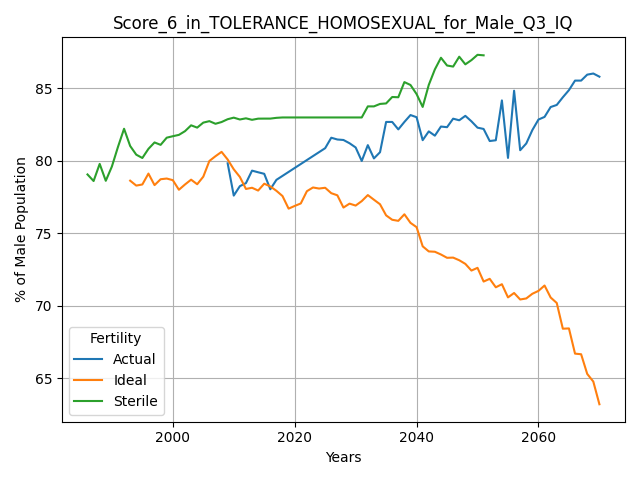 Score_6_in_TOLERANCE_HOMOSEXUAL_for_Male_Q3_IQ
% of Male Population
85
80
75
70
65
Fertility
Actual
Ideal
Sterile
2000
2020
2040
2060
Years